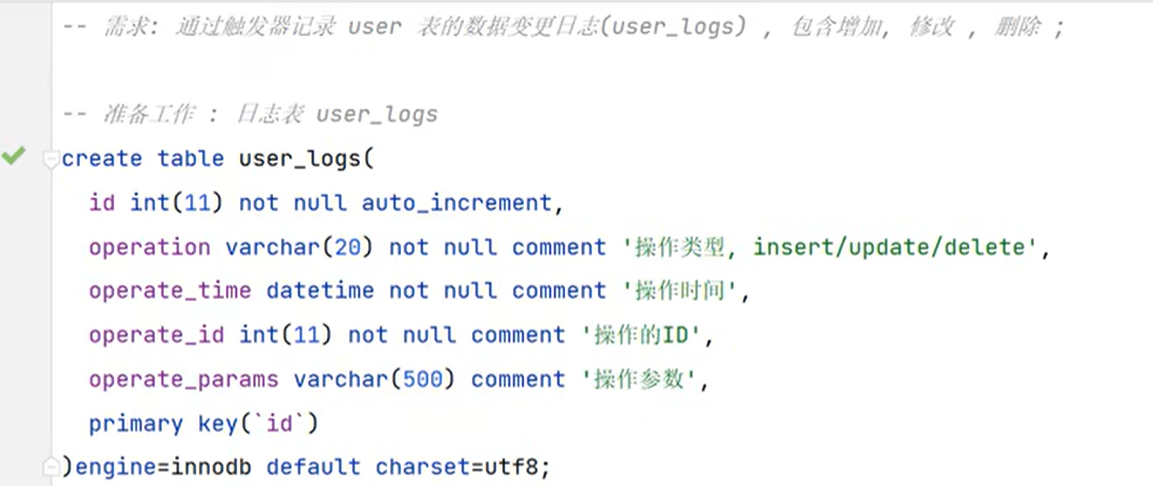 -- 需求: 通过触发器记录 user 表的数据变更日志(user_logs) , 包含增加, 修改 , 删除 ;
-- 准备工作 : 日志表 user_logs
create table user_logs(
id int(11) not null auto_increment,
operation varchar(20) not null comment '操作类型, insert/update/delete',
operate_time datetime not null comment '操作时间',
operate_id int(11) not null comment '操作的ID',
operate_params varchar(500) comment '操作参数',
primary key(`id`)
)engine=innodb default charset=utf8;